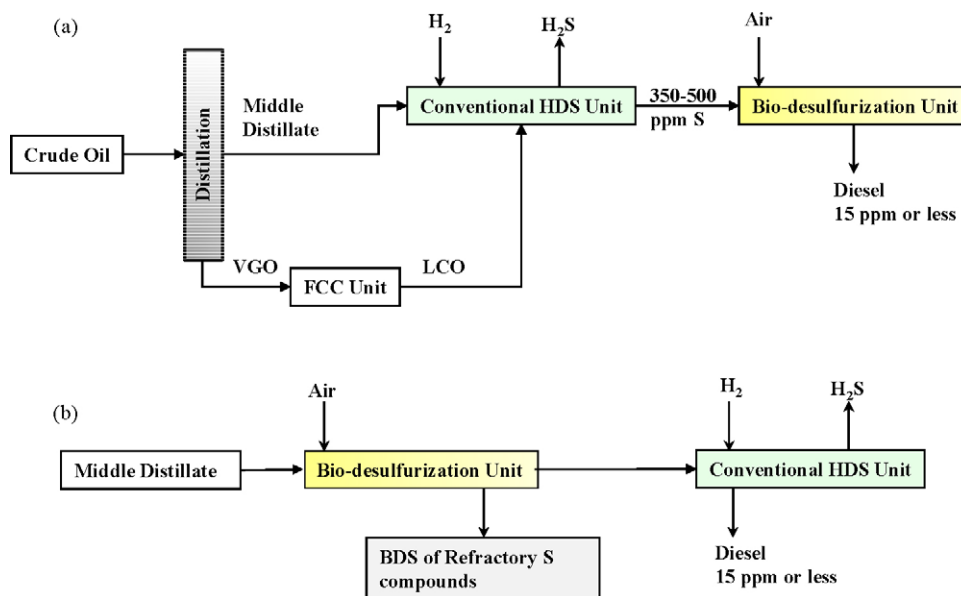 (a)
H2
H2S
Air
Middle
Distillate
Conventional HDS Unit
350-500
ppm S
Bio-desulfurization Unit
Crude Oil
Distillation
Diesel
15 ppm or less
VGO
LCO
FCC Unit
(b)
Air
H2
H2S
Middle Distillate
Bio-desulfurization Unit
Conventional HDS Unit
BDS of Refractory S
compounds
Diesel
15 ppm or less